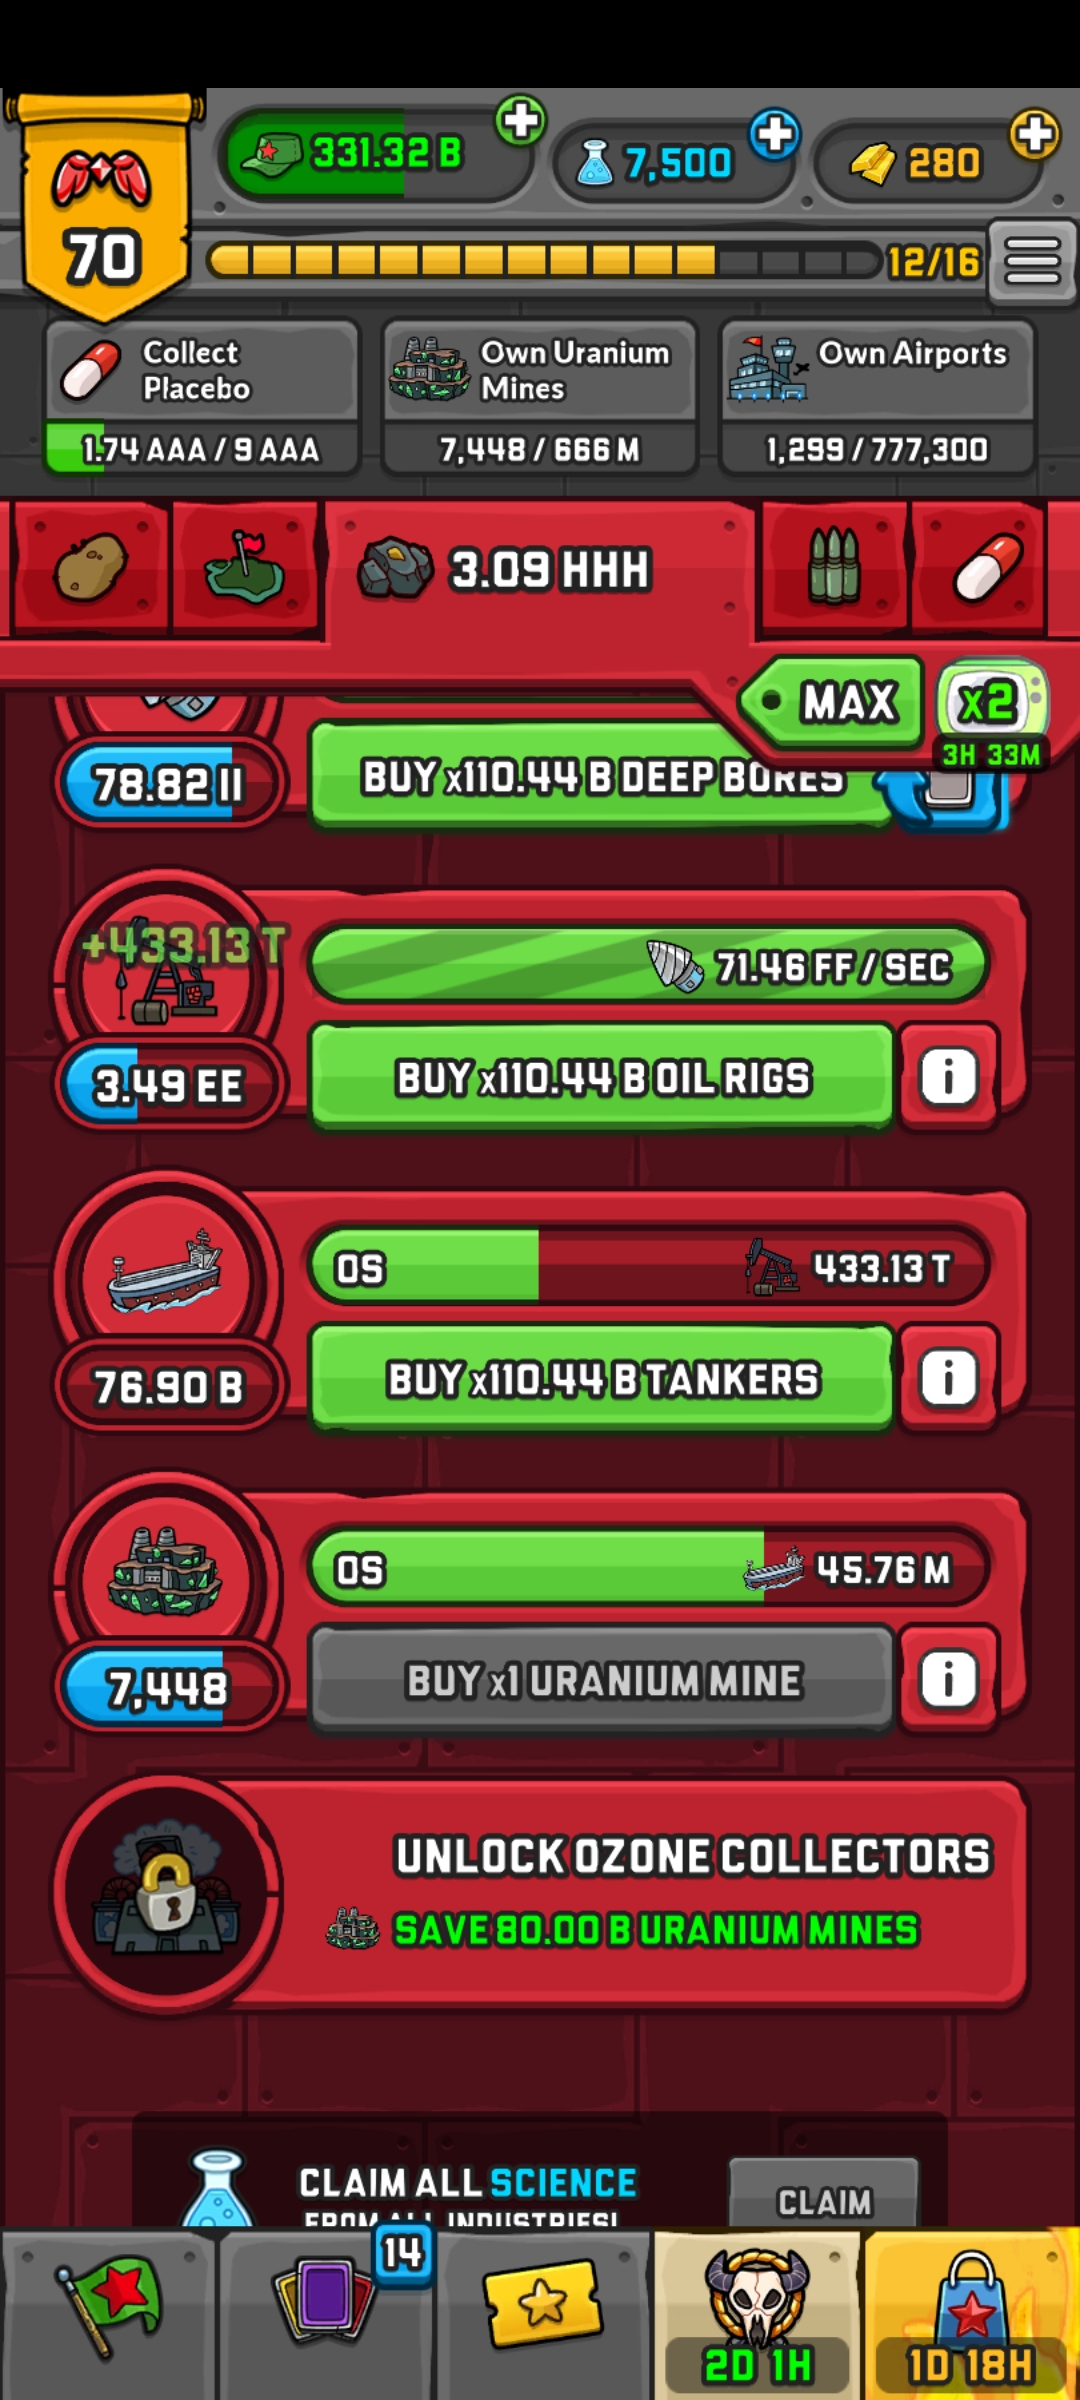 331.32 B
7,500
280
70
12/16
Collect
Placebo
1.74 AAA / 9 AAA
Own Uranium
Mines
7,448 / 666 M
Own Airports
1,299 / 777,300
3.09 HHH
MAX
x2
3H 33M
78.82 II
BUY x110.44 B DEEP BORES
+433.13 T
71.46 FF / SEC
3.49 EE
BUY x110.44 B OIL RIGS
i
0S
433.13 T
76.90 B
BUY x110.44 B TANKERS
i
0S
45.76 M
7,448
BUY x1 URANIUM MINE
i
UNLOCK OZONE COLLECTORS
SAVE 80.00 B URANIUM MINES
CLAIM ALL SCIENCE
FROM ALL INDUSTRIES!
CLAIM
14
2D 1H
1D 18H